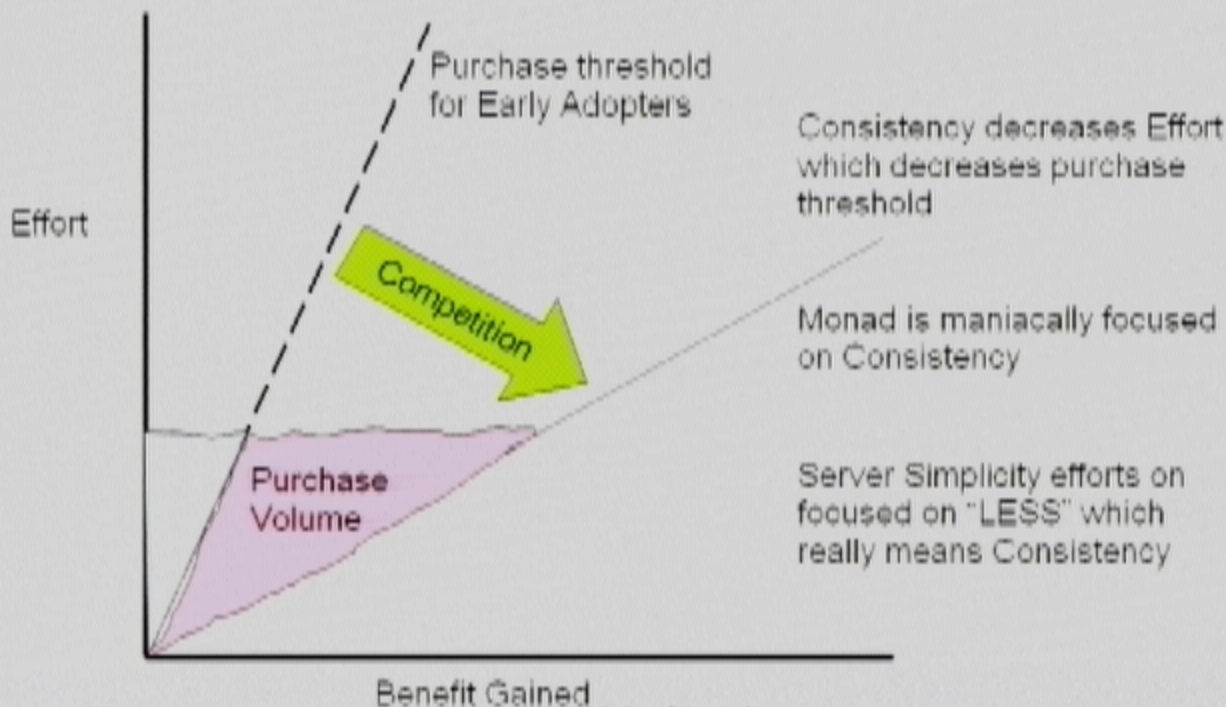 Purchase threshold
for Early Adopters
Consistency decreases Effort
which decreases purchase
threshold
Effort
Competition
Monad is maniacally focused
on Consistency
Purchase
Volume
Server Simplicity efforts on
focused on "LESS" which
really means Consistency
Benefit Gained